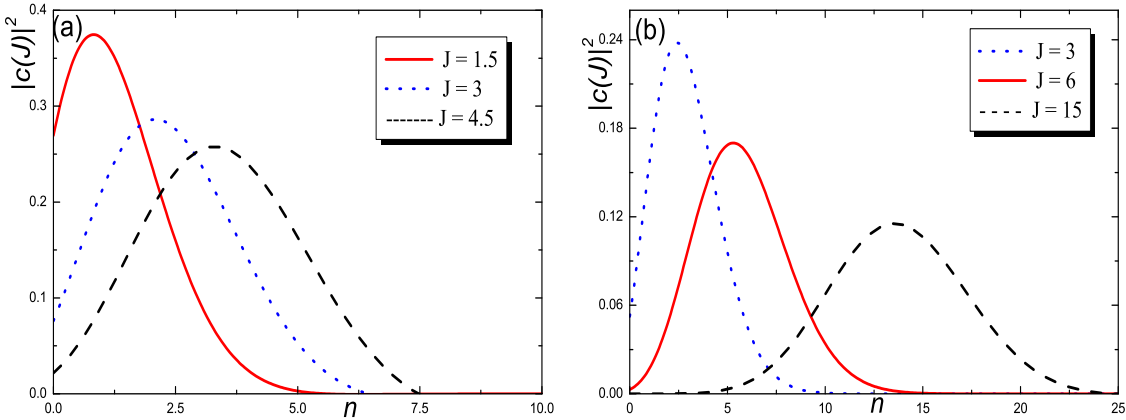 (a)
|c(J)|²
0.4
0.3
0.2
0.1
0.0
J = 1.5
J = 3
J = 4.5
0.0 2.5 5.0 7.5 10.0
n
(b)
|c(J)|²
0.24
0.18
0.12
0.06
0.00
J = 3
J = 6
J = 15
0 5 10 15 20 25
n